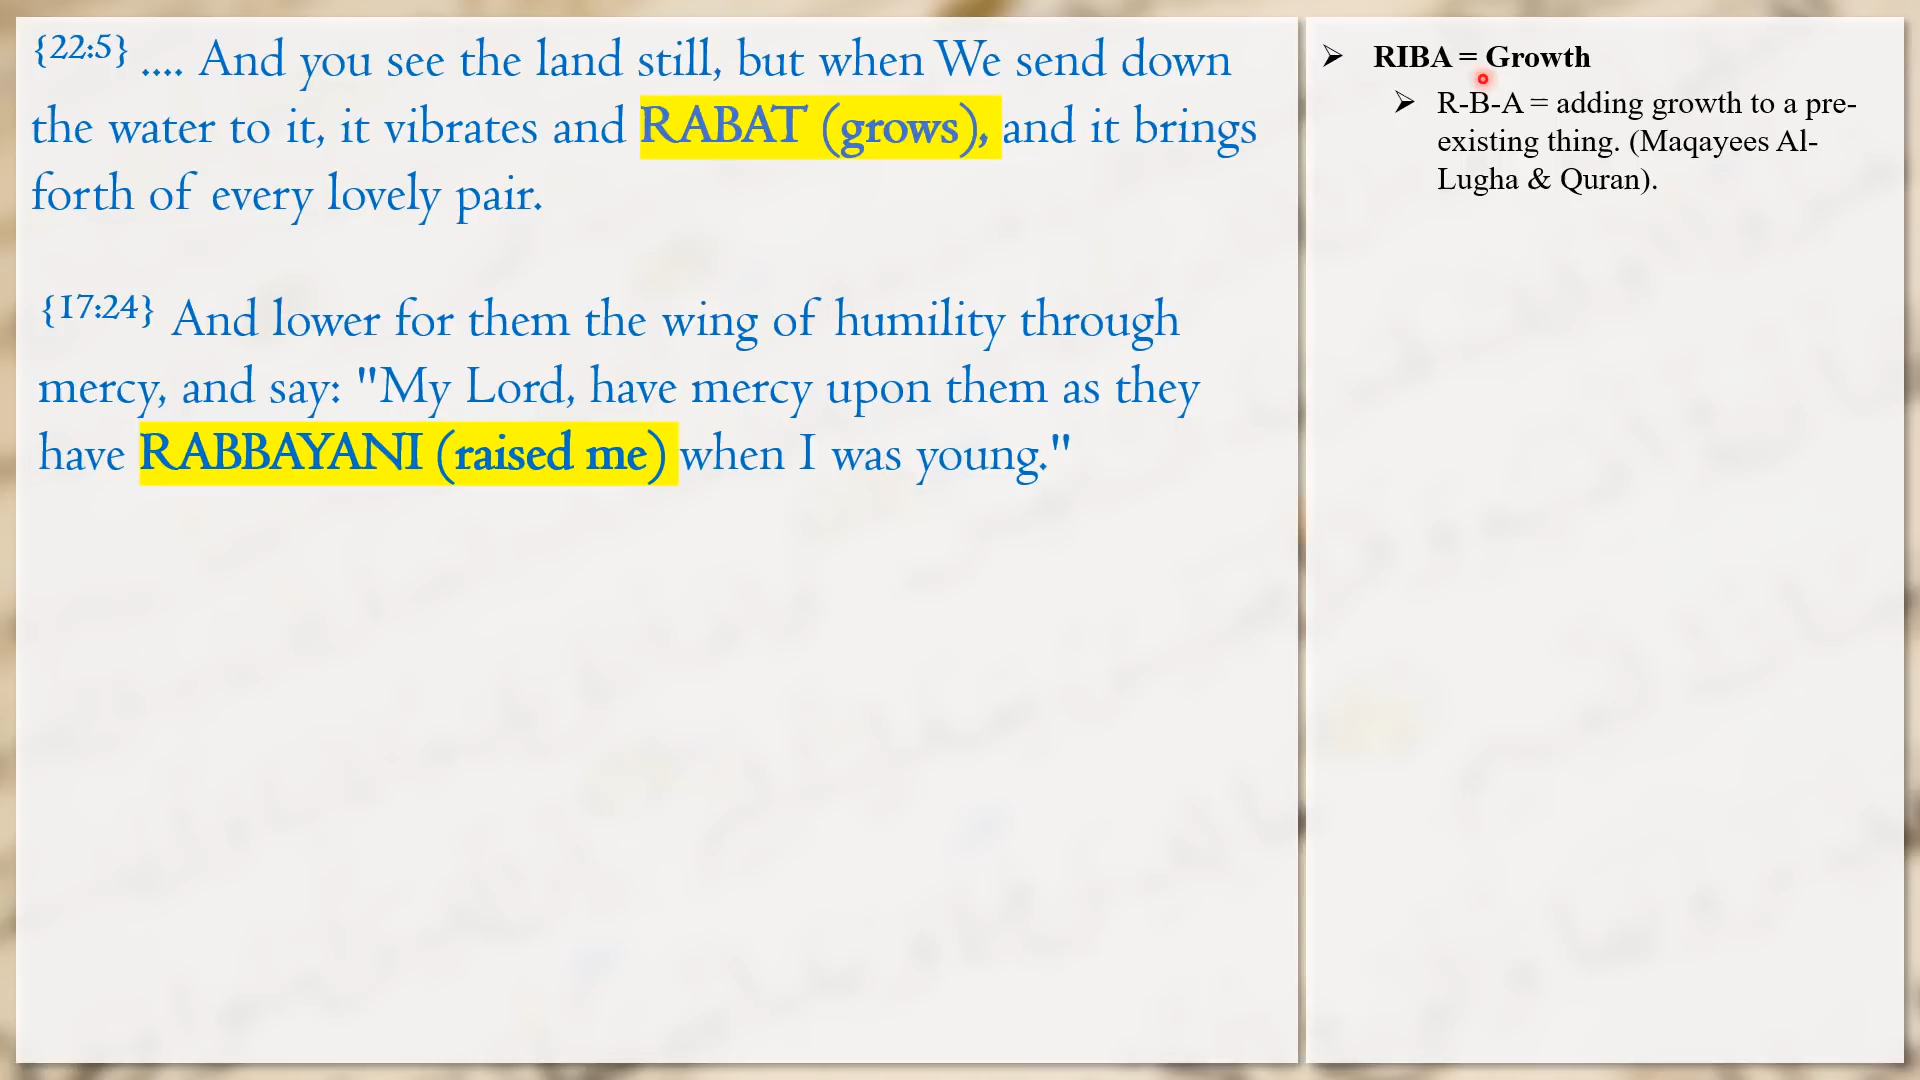 {22:5} .... And you see the land still, but when We send down
the water to it, it vibrates and RABAT (grows), and it brings
forth of every lovely pair.
{17:24} And lower for them the wing of humility through
mercy, and say: "My Lord, have mercy upon them as they
have RABBAYANI (raised me) when I was young."
➢ RIBA = Growth
➢ R-B-A = adding growth to a pre-
existing thing. (Maqayees Al-
Lugha & Quran).